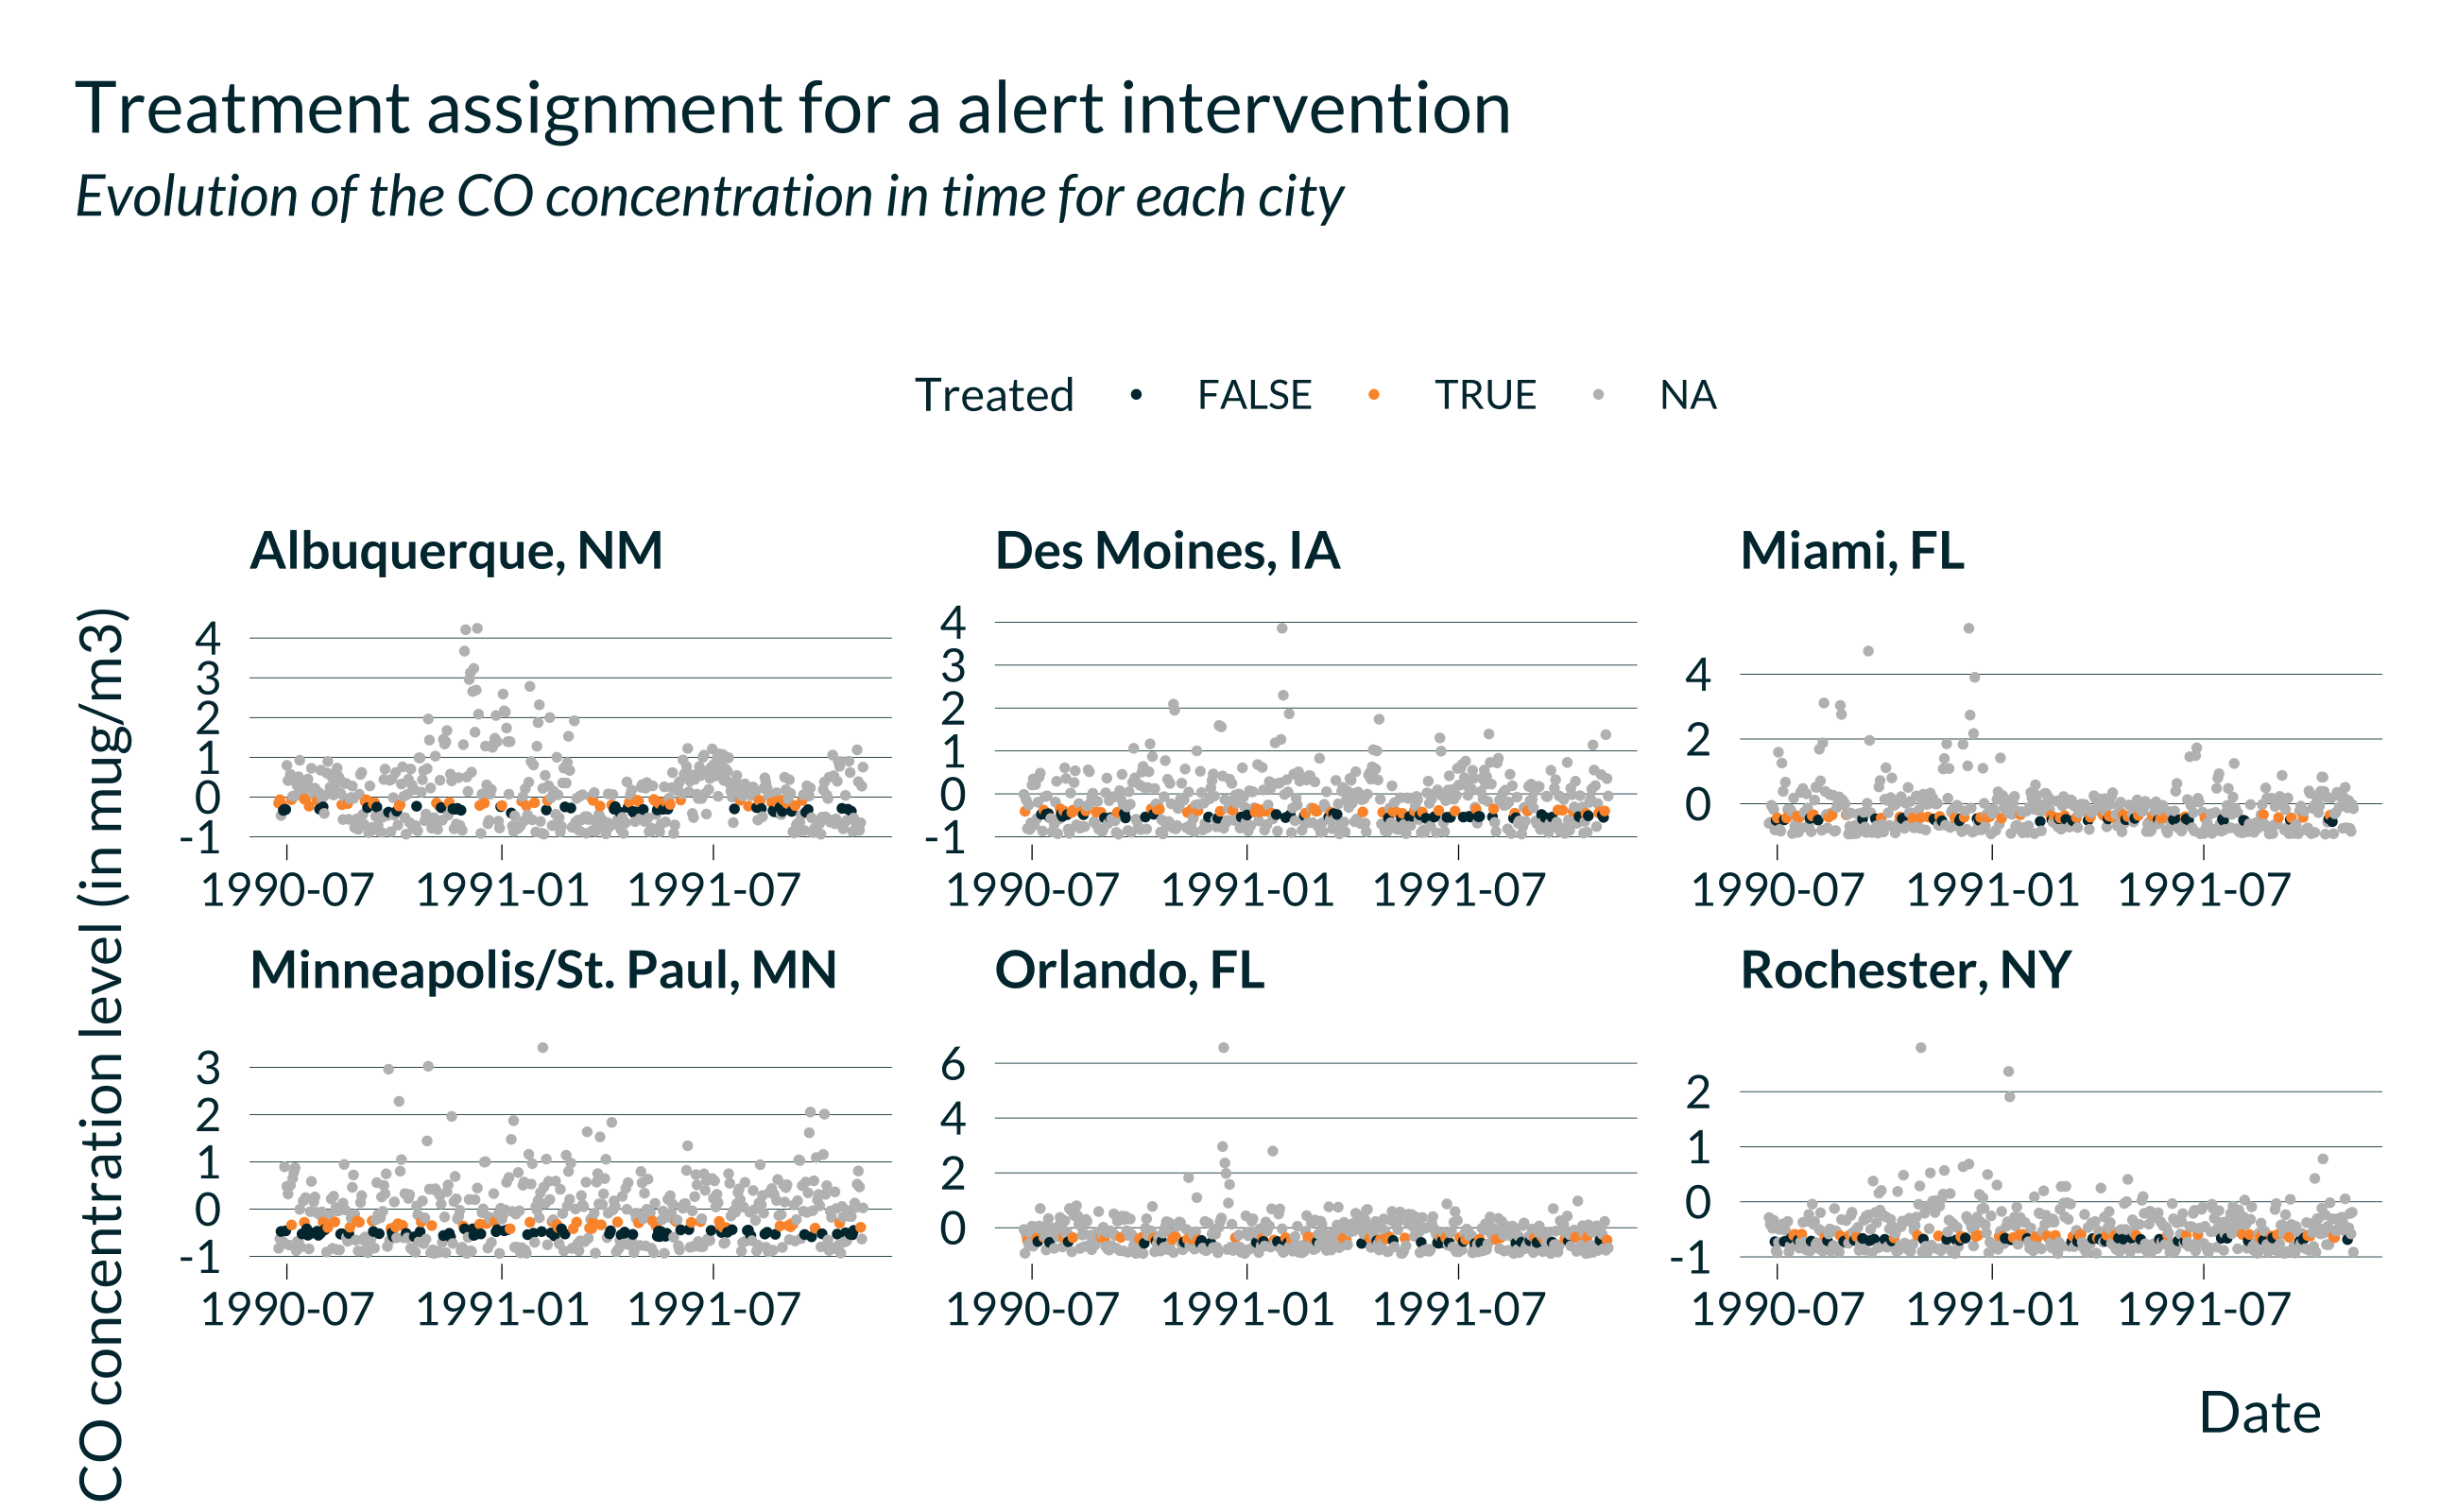 Treatment assignment for a alert intervention
Evolution of the CO concentration in time for each city
Treated FALSE TRUE NA
CO concentration level (in mug/m3)
Albuquerque, NM
4
3
2
1
0
-1
1990-07 1991-01 1991-07
Des Moines, IA
4
3
2
1
0
-1
1990-07 1991-01 1991-07
Miami, FL
4
2
0
1990-07 1991-01 1991-07
Minneapolis/St. Paul, MN
3
2
1
0
-1
1990-07 1991-01 1991-07
Orlando, FL
6
4
2
0
1990-07 1991-01 1991-07
Rochester, NY
2
1
0
-1
1990-07 1991-01 1991-07
Date